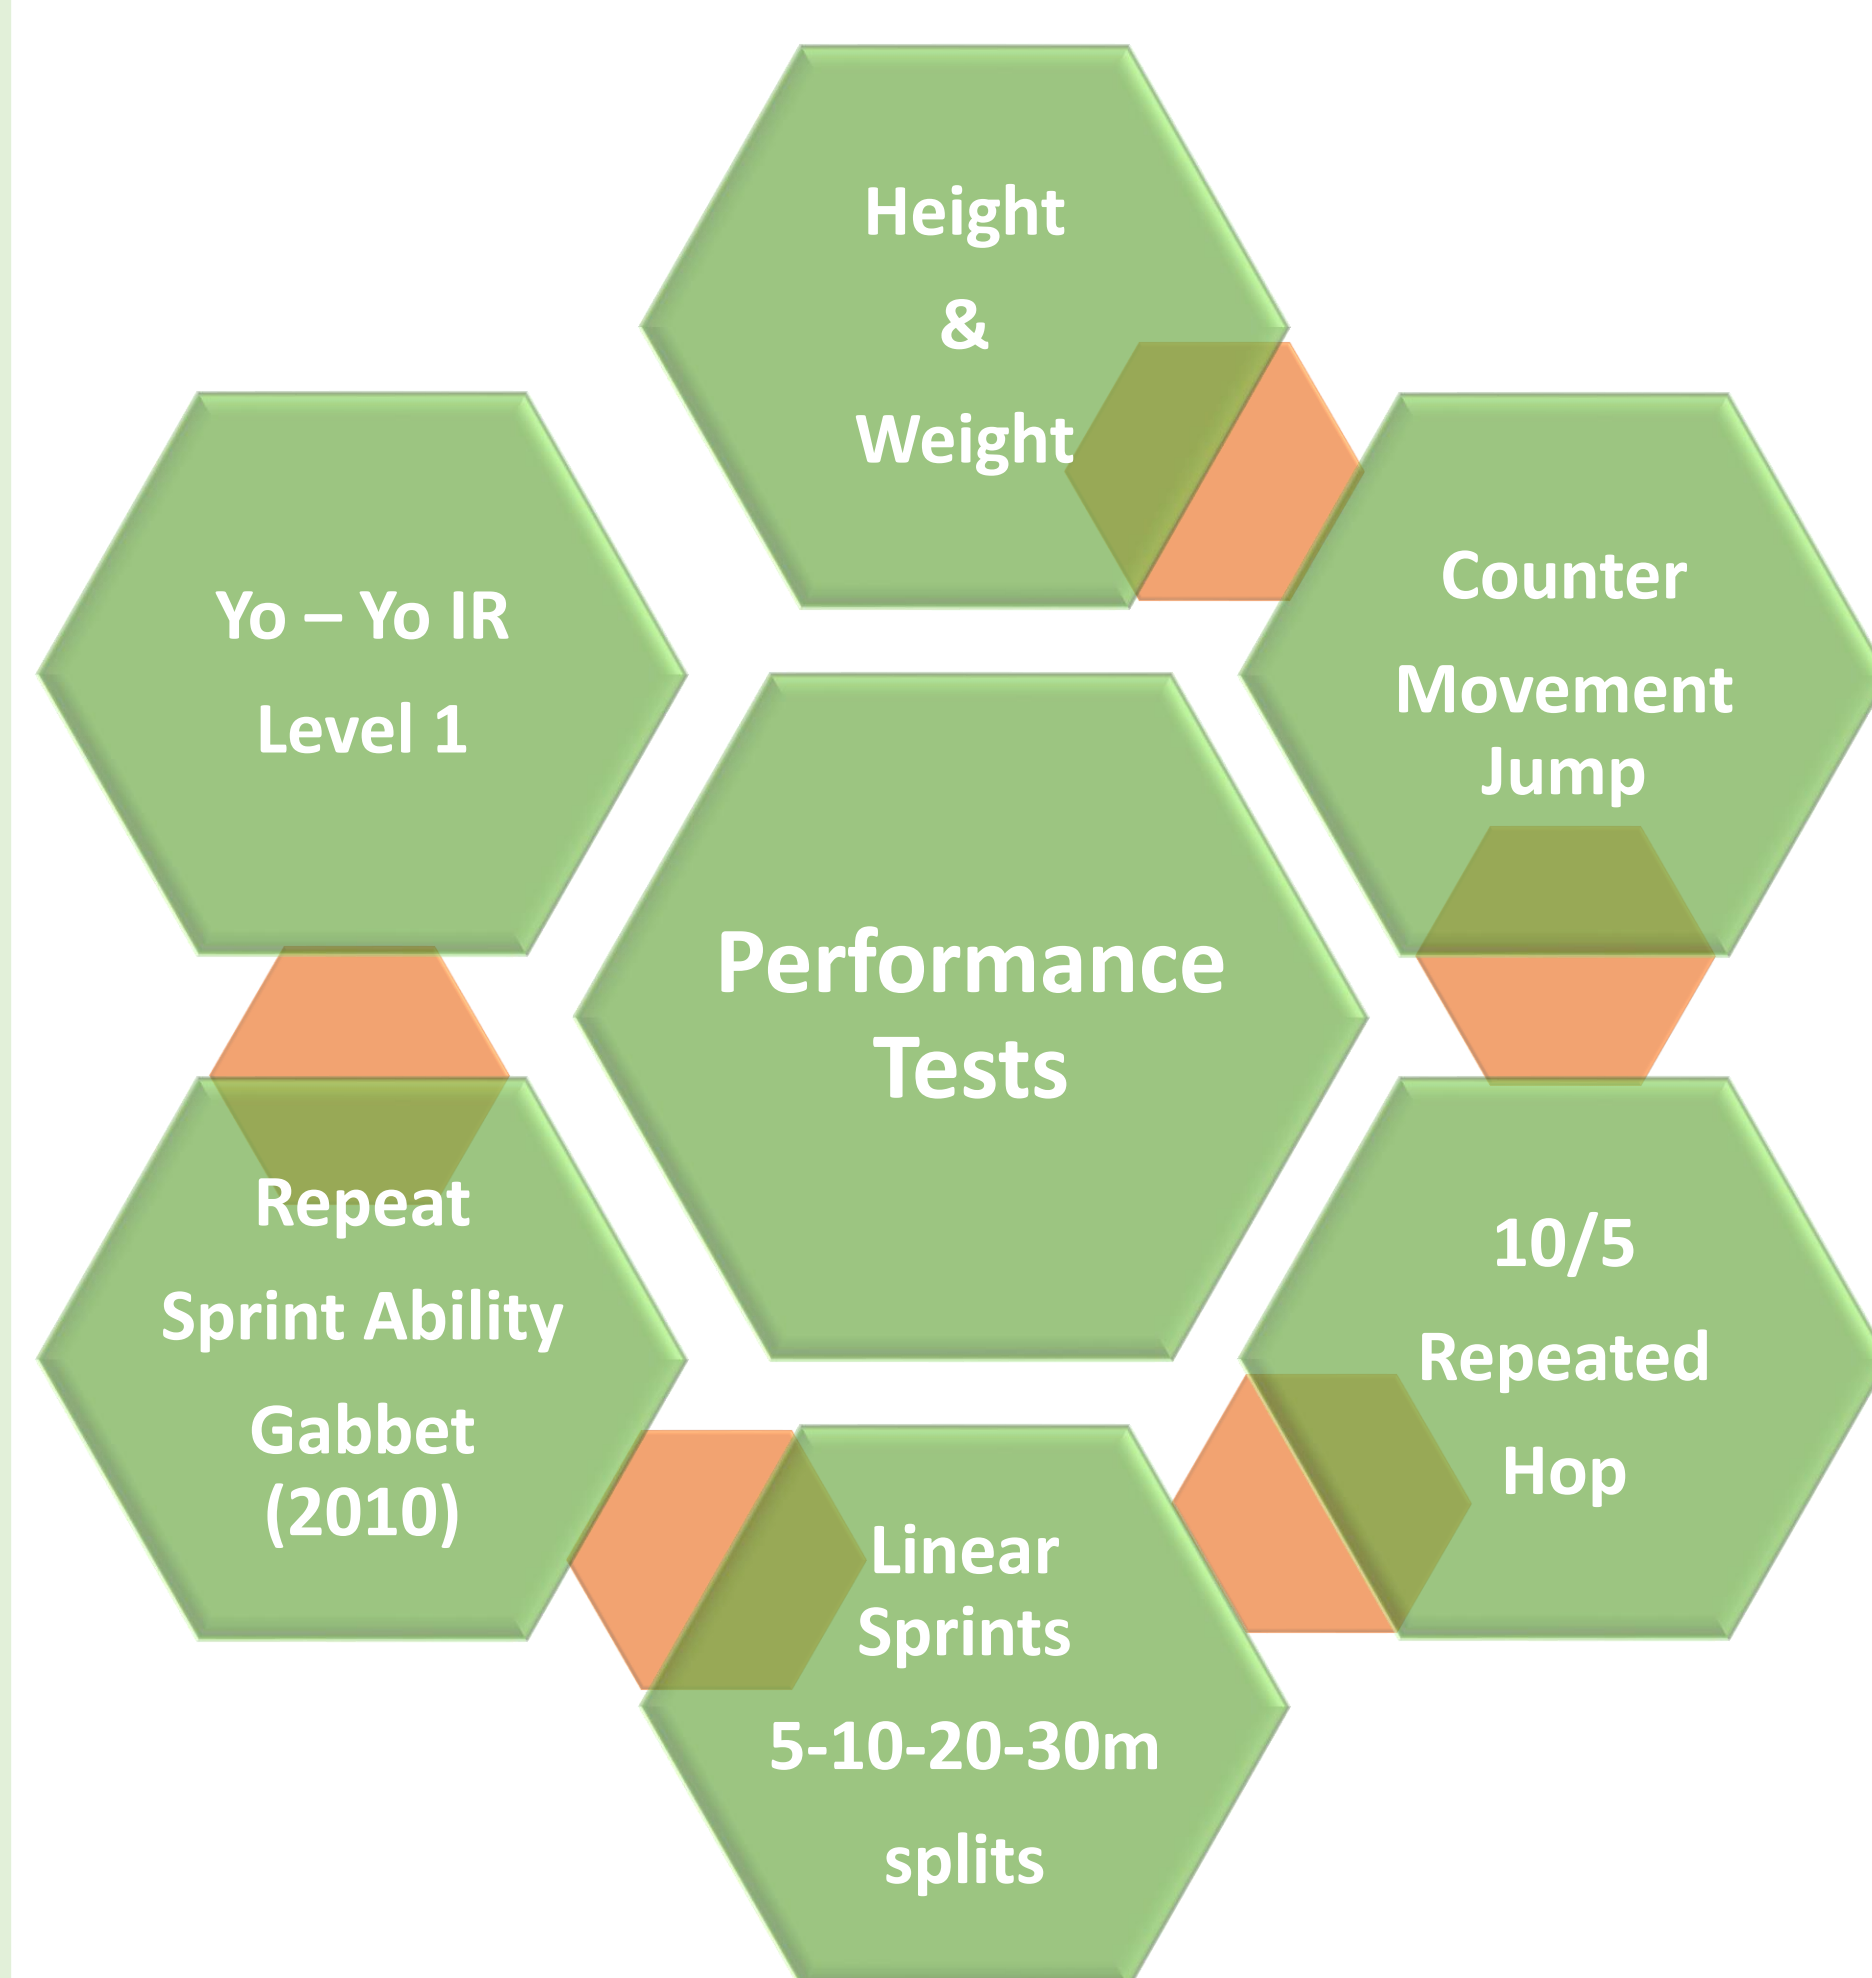 Height
&
Weight
Counter
Movement
Jump
10/5
Repeated
Hop
Linear
Sprints
5-10-20-30m
splits
Repeat
Sprint Ability
Gabbet
(2010)
Yo – Yo IR
Level 1
Performance
Tests